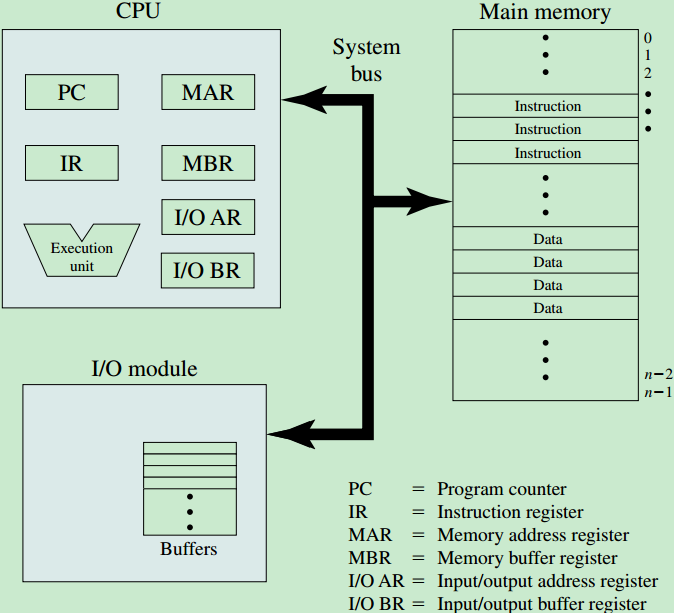 CPU
Main memory
System
bus
PC
MAR
IR
MBR
I/O AR
I/O BR
Execution
unit
0
1
2
Instruction
Instruction
Instruction
Data
Data
Data
Data
n−2
n−1
I/O module
Buffers
PC = Program counter
IR = Instruction register
MAR = Memory address register
MBR = Memory buffer register
I/O AR = Input/output address register
I/O BR = Input/output buffer register